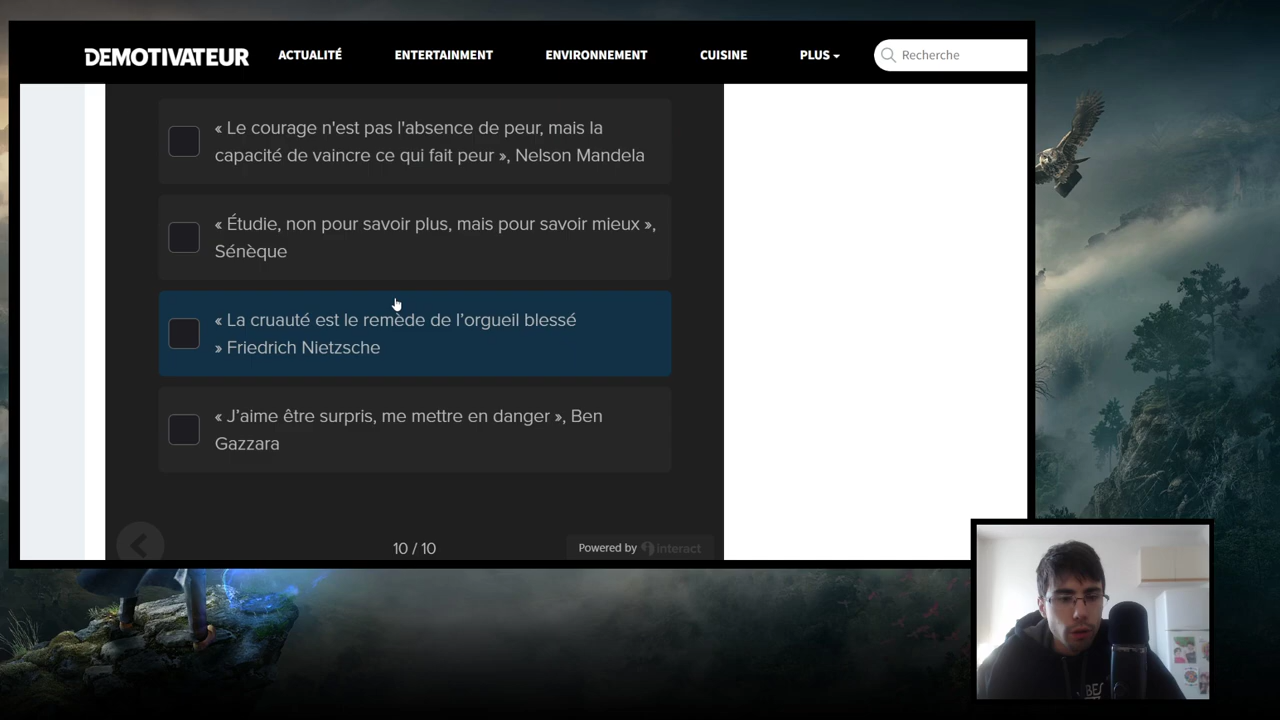 DEMOTIVATEUR ACTUALITÉ ENTERTAINMENT ENVIRONNEMENT CUISINE PLUS Recherche
« Le courage n'est pas l'absence de peur, mais la
capacité de vaincre ce qui fait peur », Nelson Mandela
« Étudie, non pour savoir plus, mais pour savoir mieux »,
Sénèque
« La cruauté est le remède de l’orgueil blessé
» Friedrich Nietzsche
« J’aime être surpris, me mettre en danger », Ben
Gazzara
10 / 10
Powered by interact